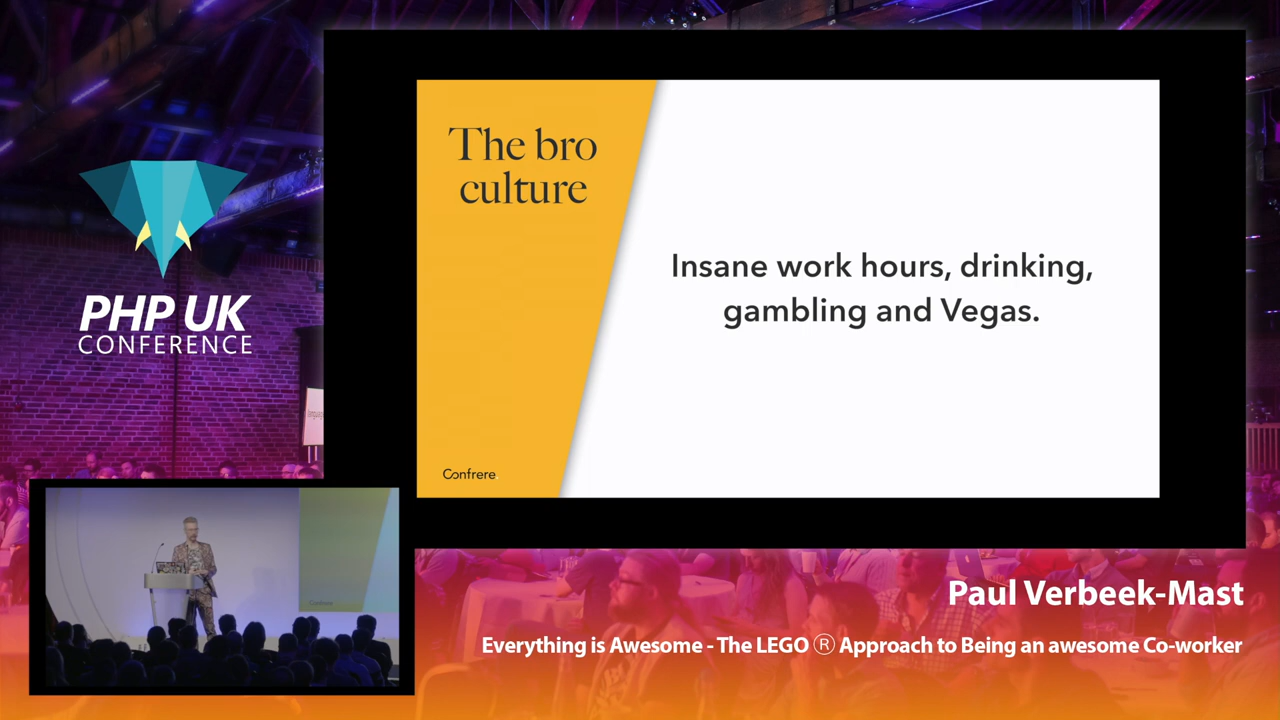 The bro
culture
Insane work hours, drinking,
gambling and Vegas.
Confrere
PHP UK
CONFERENCE
Paul Verbeek-Mast
Everything is Awesome - The LEGO Ⓡ Approach to Being an awesome Co-worker